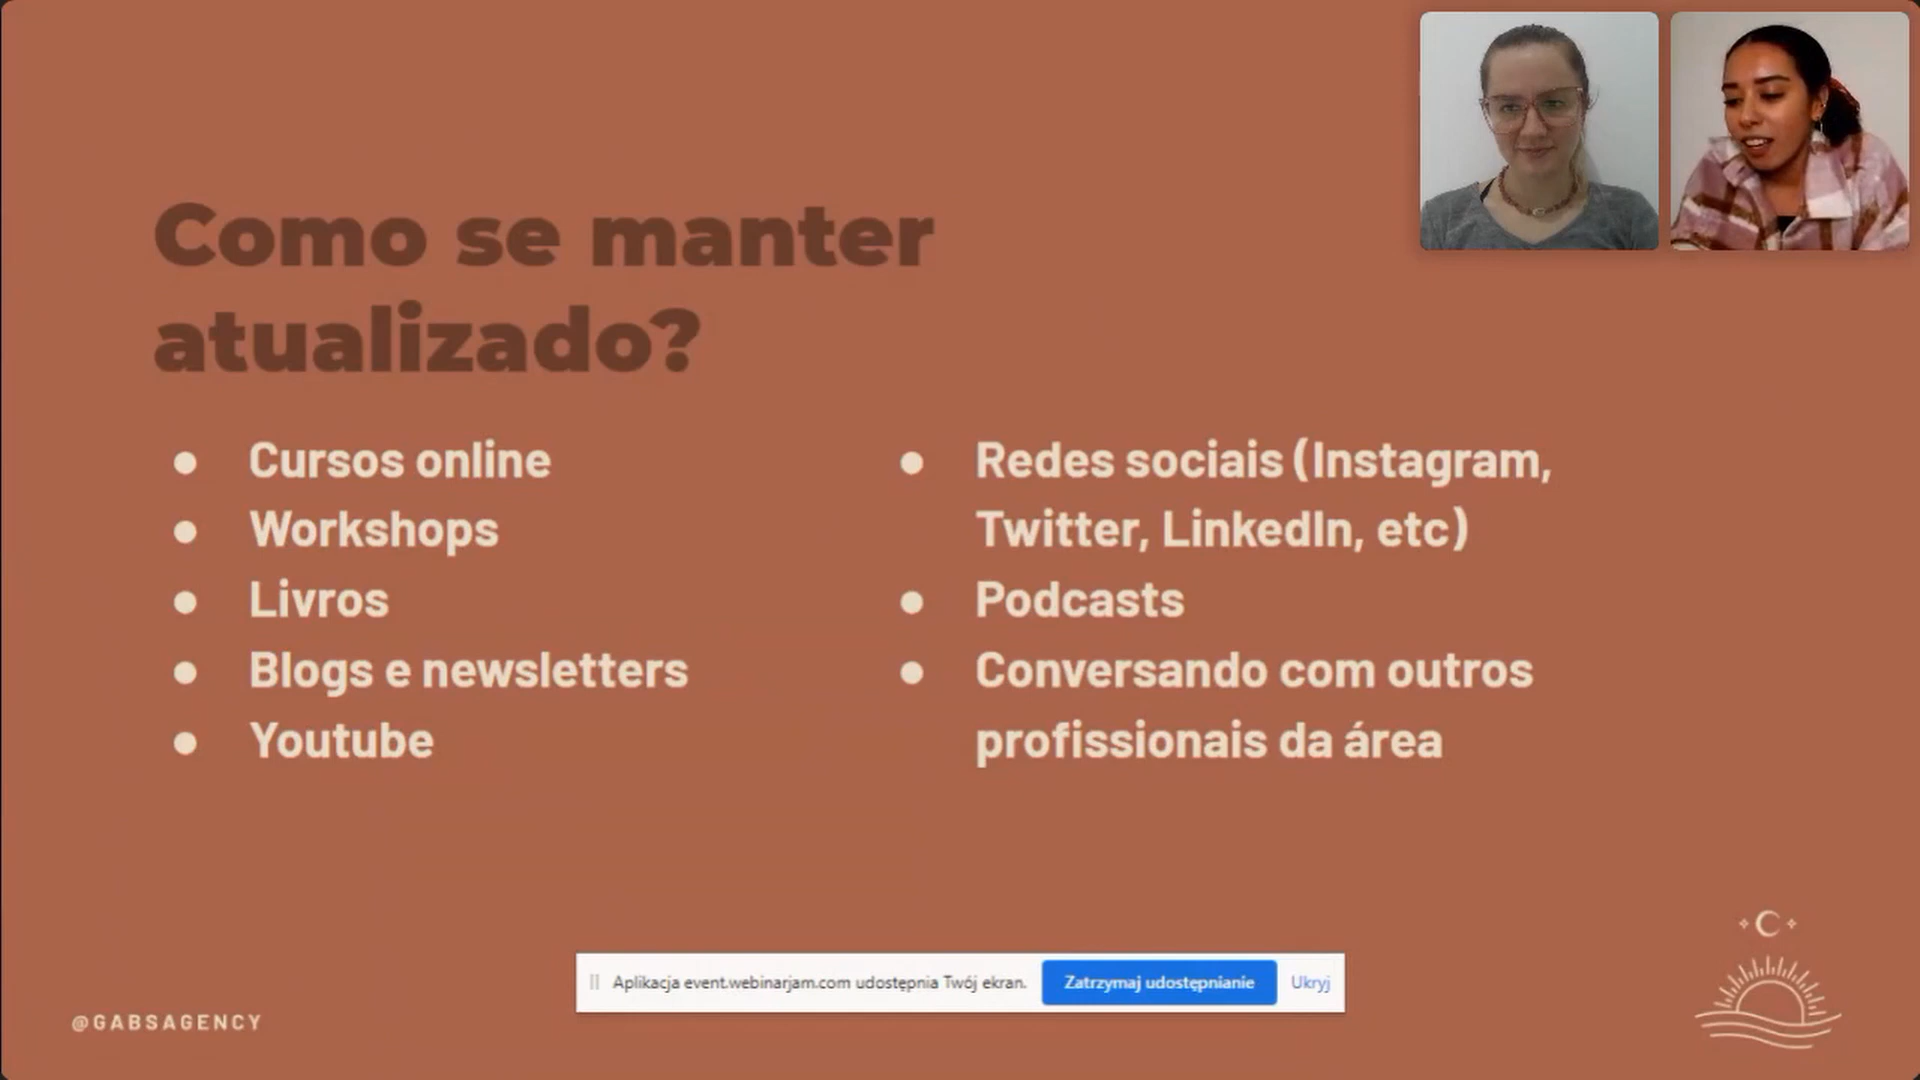 Como se manter
atualizado?
Cursos online
Workshops
Livros
Blogs e newsletters
Youtube
Redes sociais (Instagram,
Twitter, LinkedIn, etc)
Podcasts
Conversando com outros
profissionais da área
Aplikacja event.webinarjam.com udostępnia Twój ekran.
Zatrzymaj udostępnianie
Ukryj
@GABSAGENCY